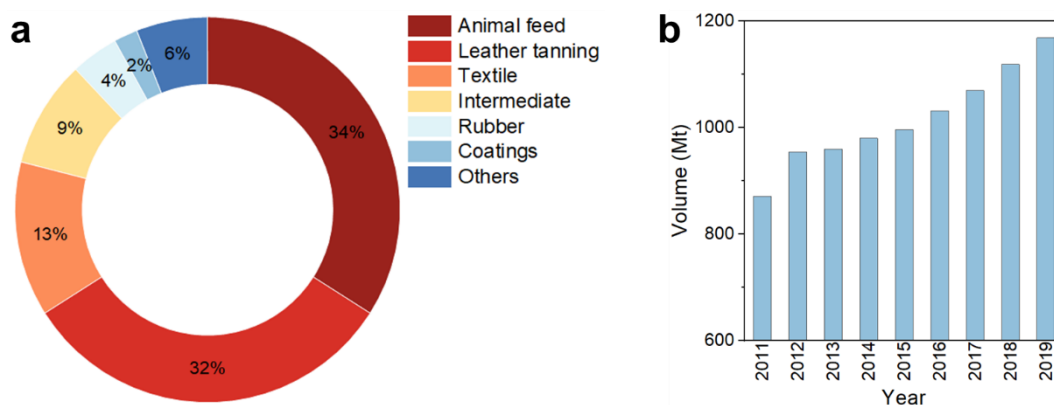 a
34%
32%
13%
9%
4%
2%
6%
Animal feed
Leather tanning
Textile
Intermediate
Rubber
Coatings
Others
b
Volume (Mt)
1200
1000
800
600
2011
2012
2013
2014
2015
2016
2017
2018
2019
Year